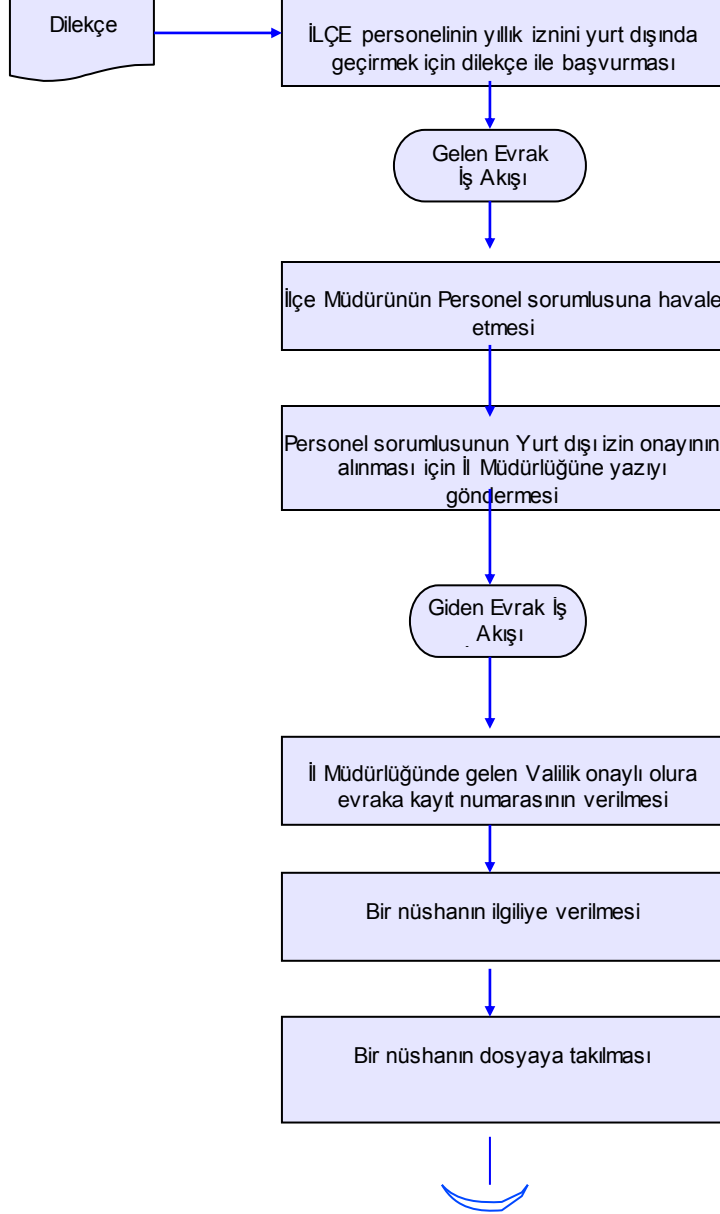 Dilekçe
İLÇE personelinin yıllık iznini yurt dışında
geçirmek için dilekçe ile başvurması
Gelen Evrak
İş Akışı
İlçe Müdürünün Personel sorumlusuna havale
etmesi
Personel sorumlusunun Yurt dışı izin onayının
alınması için İl Müdürlüğüne yazıyı
göndermesi
Giden Evrak İş
Akışı
İl Müdürlüğünde gelen Valilik onaylı olura
evraka kayıt numarasının verilmesi
Bir nüshanın ilgiliye verilmesi
Bir nüshanın dosyaya takılması